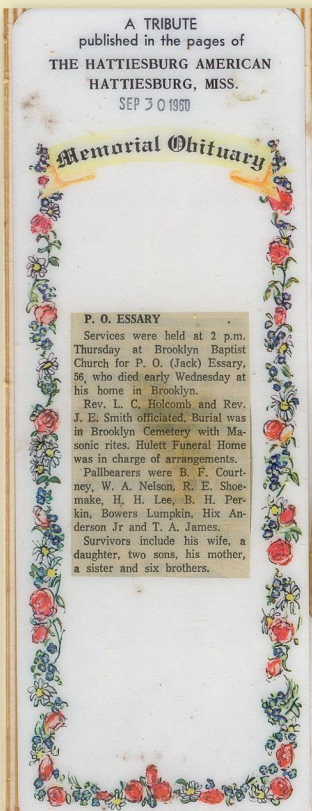 A TRIBUTE
published in the pages of
THE HATTIESBURG AMERICAN
HATTIESBURG, MISS.
SEP 3 0 1960
Memorial Obituary
P. O. ESSARY
Services were held at 2 p.m.
Thursday at Brooklyn Baptist
Church for P. O. (Jack) Essary,
56, who died early Wednesday at
his home in Brooklyn.
Rev. L. C. Holcomb and Rev.
J. E. Smith officiated. Burial was
in Brooklyn Cemetery with Ma-
sonic rites. Hulett Funeral Home
was in charge of arrangements.
Pallbearers were B. F. Court-
ney, W. A. Nelson, R. E. Shoe-
make, H. H. Lee, B. H. Per-
kin, Bowers Lumpkin, Hix An-
derson Jr and T. A. James.
Survivors include his wife, a
daughter, two sons, his mother,
a sister and six brothers.